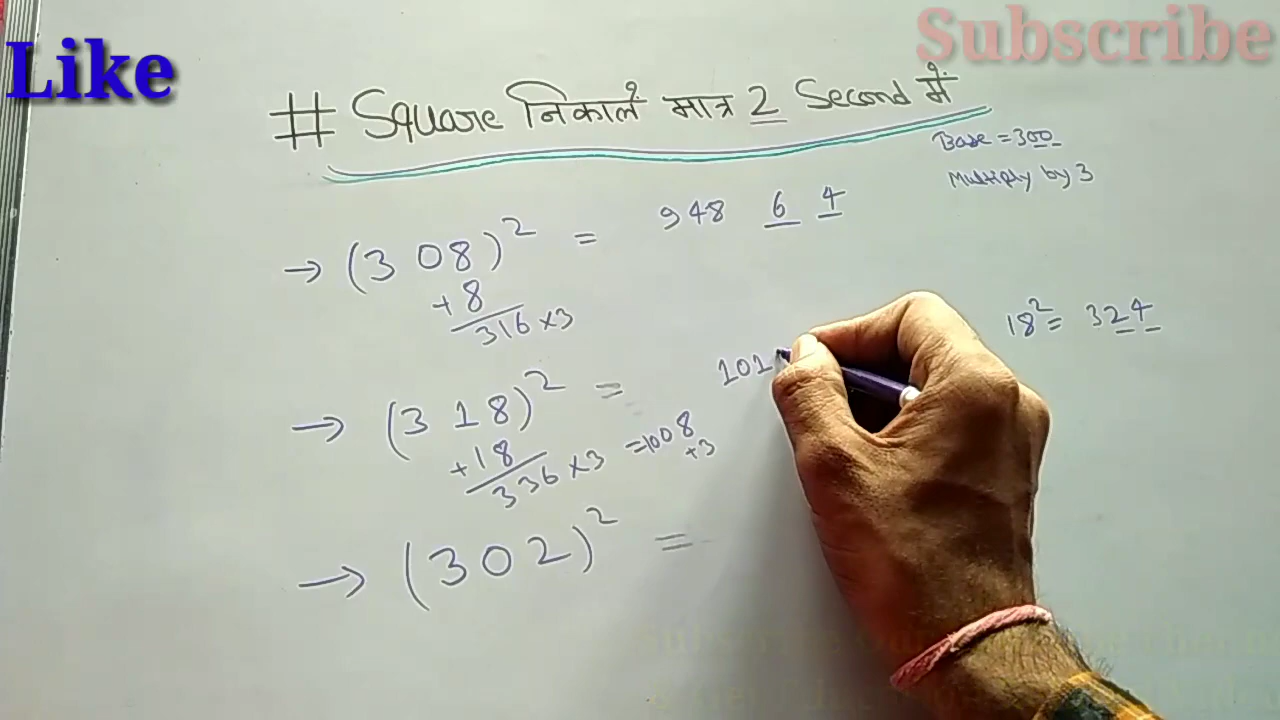 Like
Subscribe
# Square निकालें मात्र 2 Second में
Base = 300
Multiply by 3
→ (308)² = 948 6 4
+8
316 ×3
18² = 324
→ (318)² = 101
+18
336 ×3 = 1008
+3
→ (302)² =